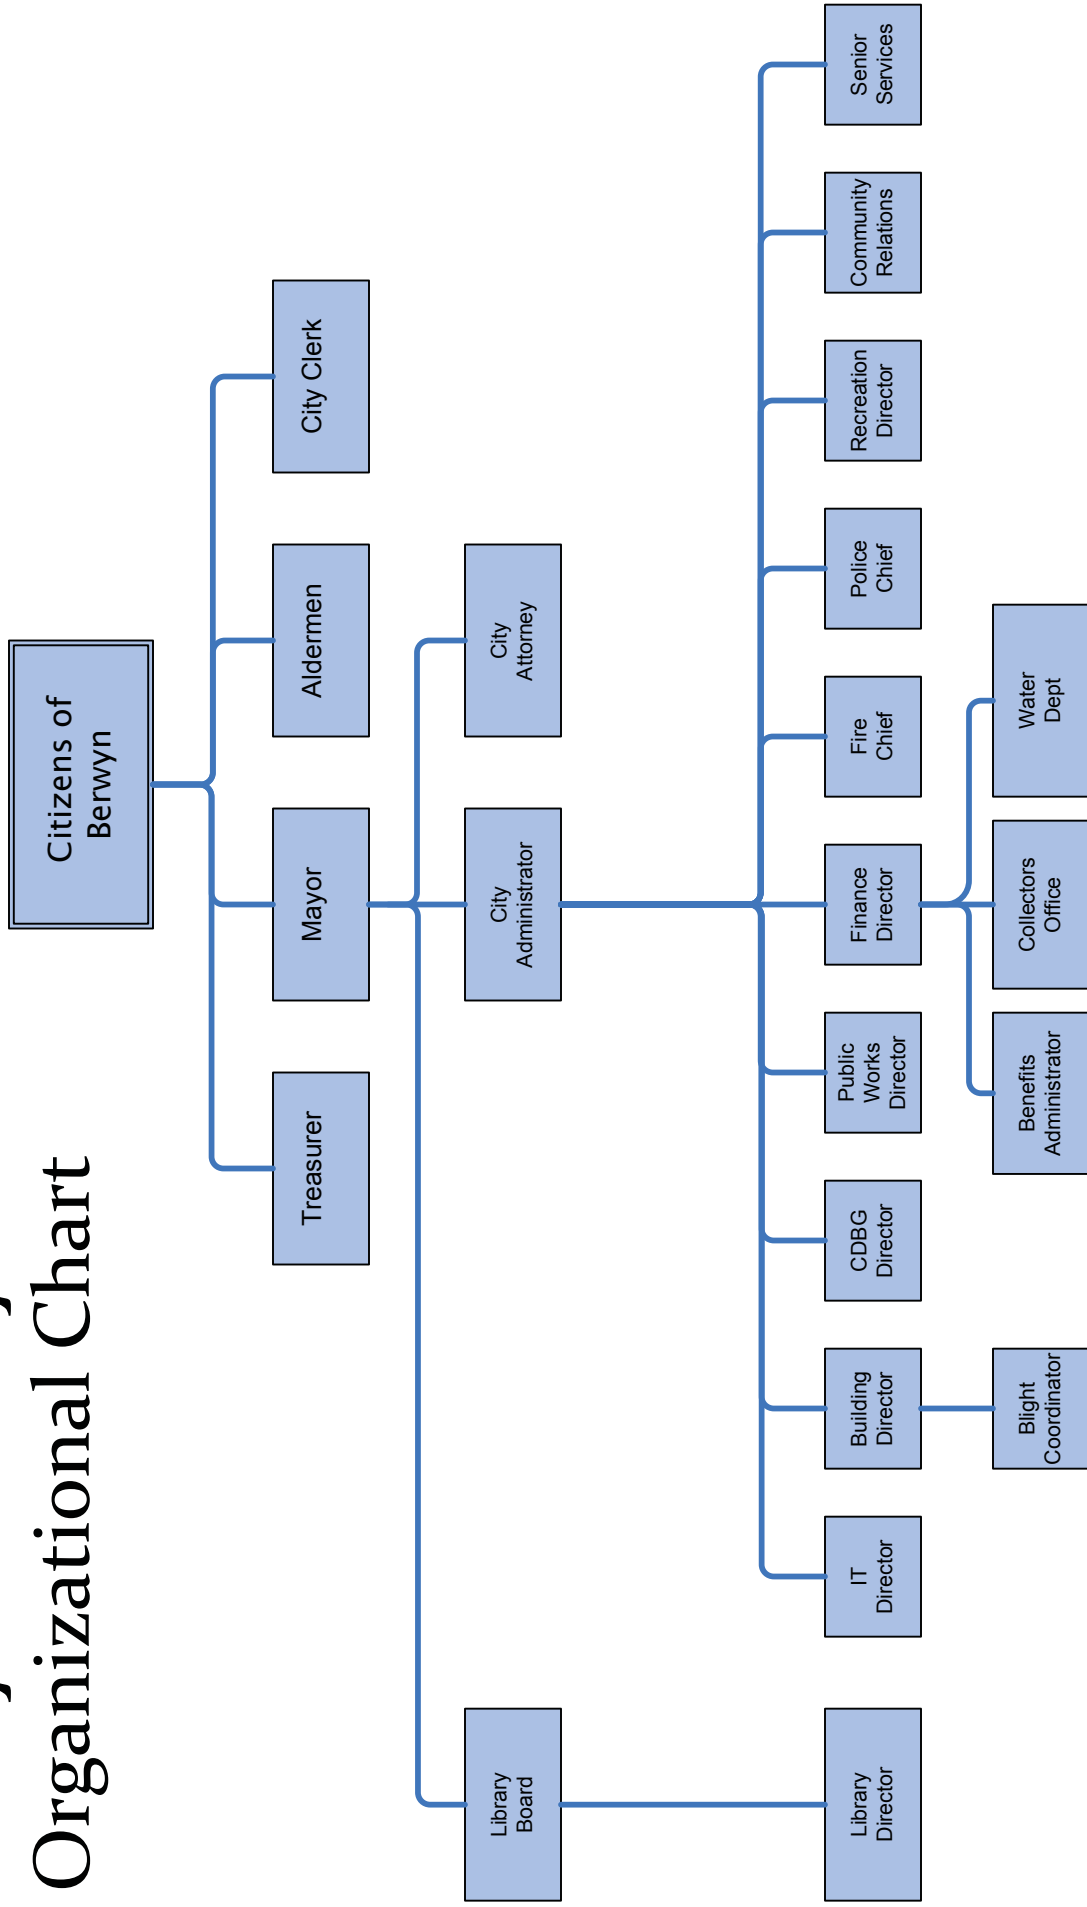 Organizational Chart
Citizens of
Berwyn
Treasurer
Mayor
Aldermen
City Clerk
Library
Board
City
Administrator
City
Attorney
Library
Director
IT
Director
Building
Director
CDBG
Director
Public
Works
Director
Finance
Director
Fire
Chief
Police
Chief
Recreation
Director
Community
Relations
Senior
Services
Blight
Coordinator
Benefits
Administrator
Collectors
Office
Water
Dept